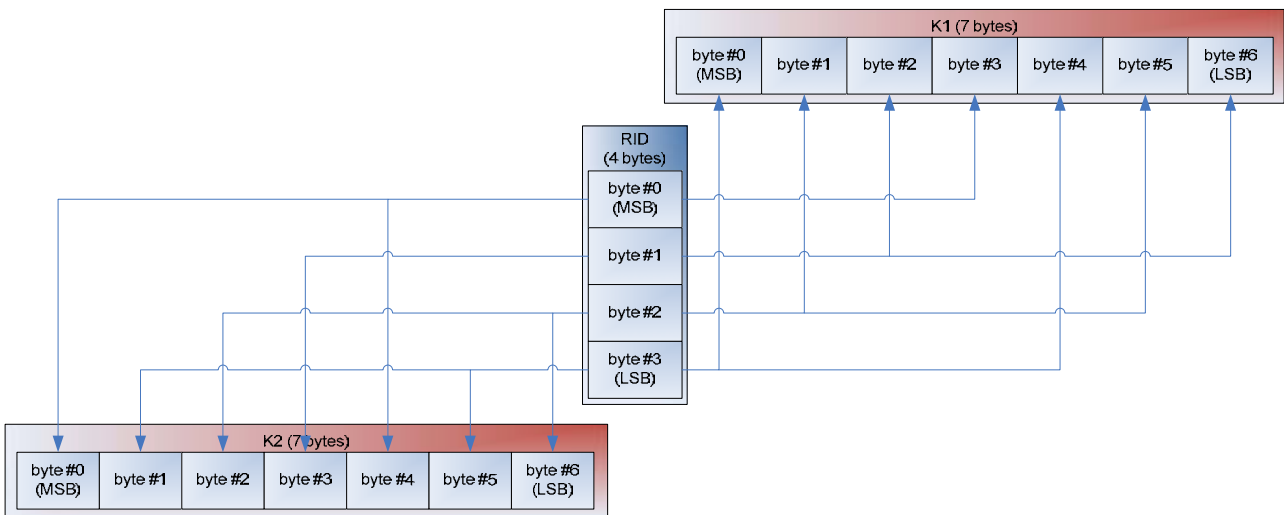 K1 (7 bytes)
byte #0
(MSB)
byte #1
byte #2
byte #3
byte #4
byte #5
byte #6
(LSB)
RID
(4 bytes)
byte #0
(MSB)
byte #1
byte #2
byte #3
(LSB)
K2 (7 bytes)
byte #0
(MSB)
byte #1
byte #2
byte #3
byte #4
byte #5
byte #6
(LSB)